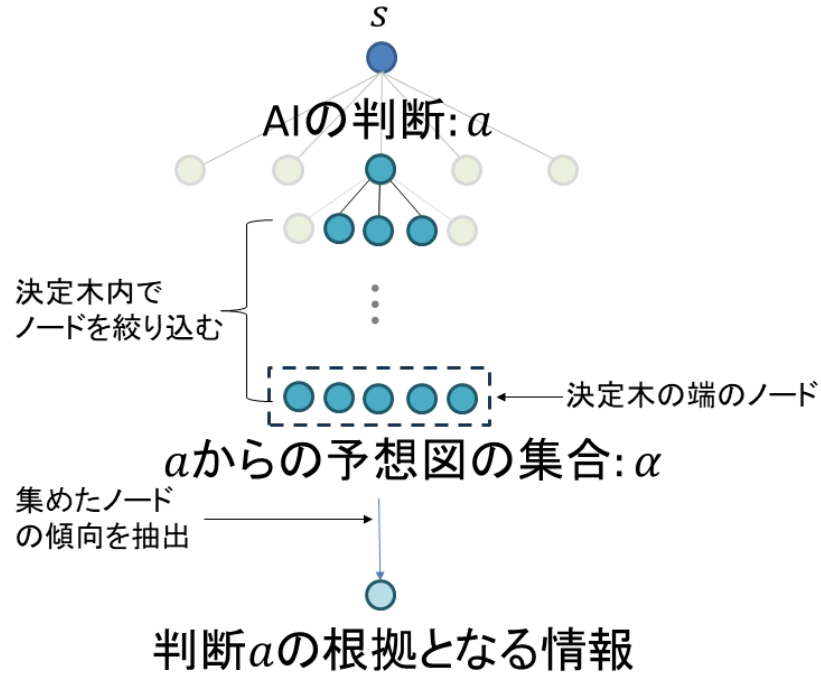 s
AIの判断: a
決定木内で
ノードを絞り込む
決定木の端のノード
aからの予想図の集合: α
集めたノード
の傾向を抽出
判断aの根拠となる情報